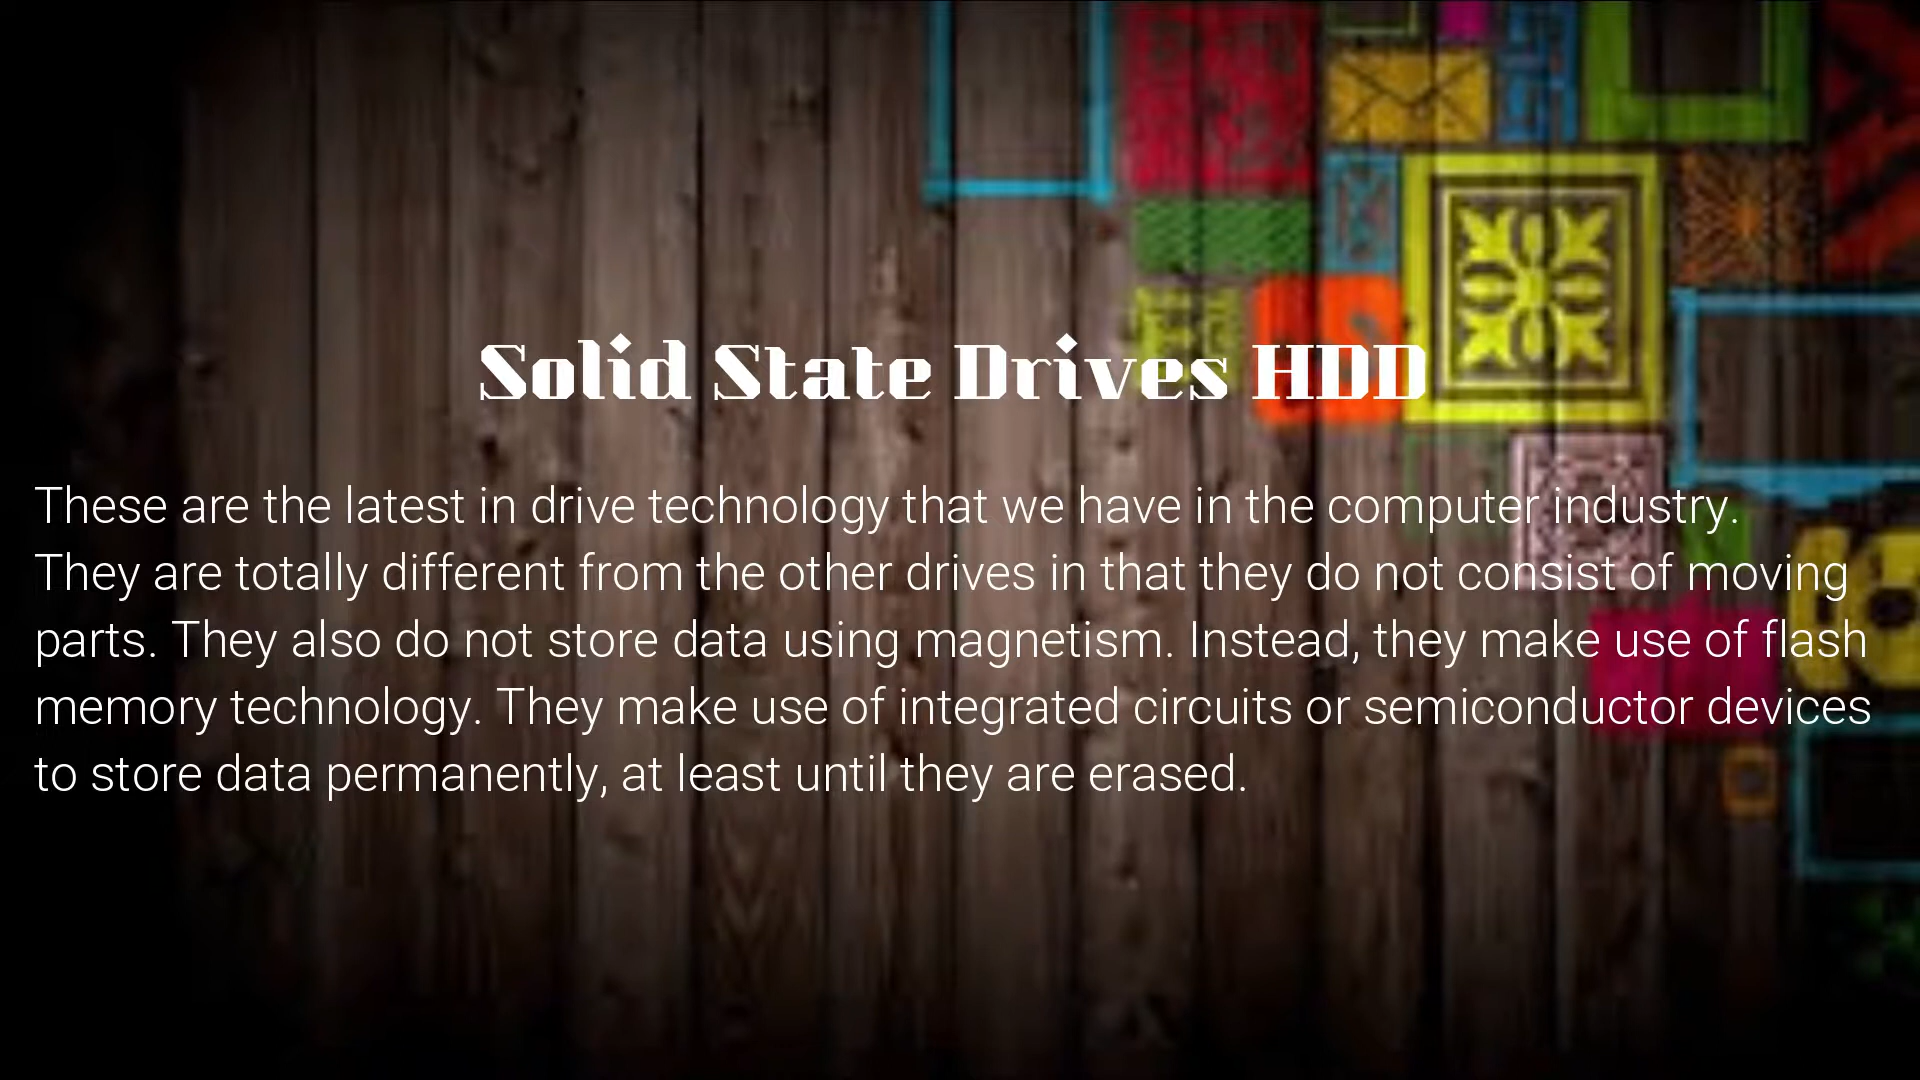 Solid State Drives HDD
These are the latest in drive technology that we have in the computer industry.
They are totally different from the other drives in that they do not consist of moving
parts. They also do not store data using magnetism. Instead, they make use of flash
memory technology. They make use of integrated circuits or semiconductor devices
to store data permanently, at least until they are erased.